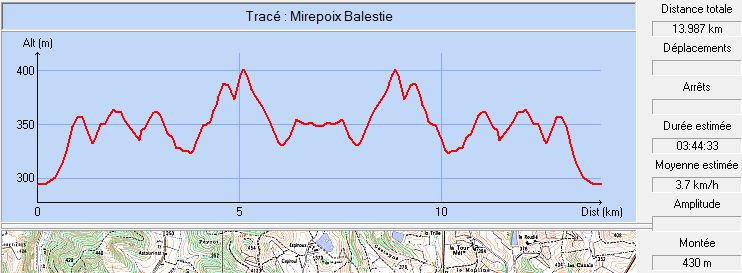 Tracé : Mirepoix Balestie
Alt (m)
400
350
300
0
5
10
Dist (km)
Distance totale
13.987 km
Déplacements
Arrêts
Durée estimée
03:44:33
Moyenne estimée
3.7 km/h
Amplitude
Montée
430 m